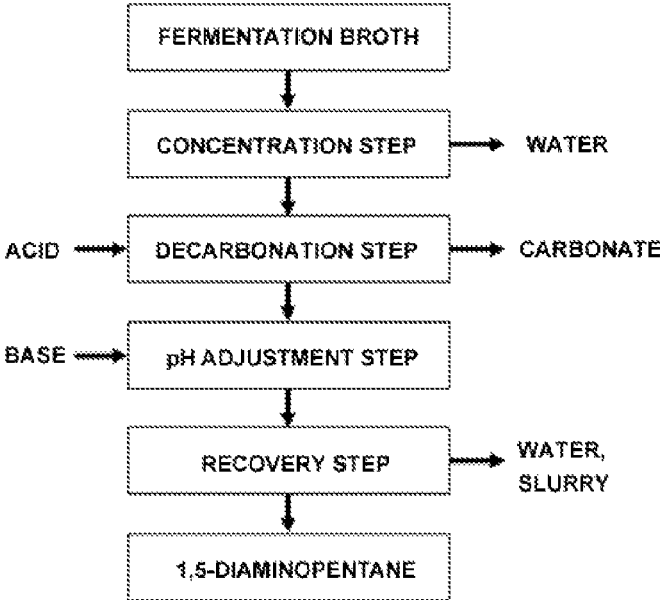 FERMENTATION BROTH
CONCENTRATION STEP
WATER
ACID
DECARBONATION STEP
CARBONATE
BASE
pH ADJUSTMENT STEP
RECOVERY STEP
WATER,
SLURRY
1,5-DIAMINOPENTANE